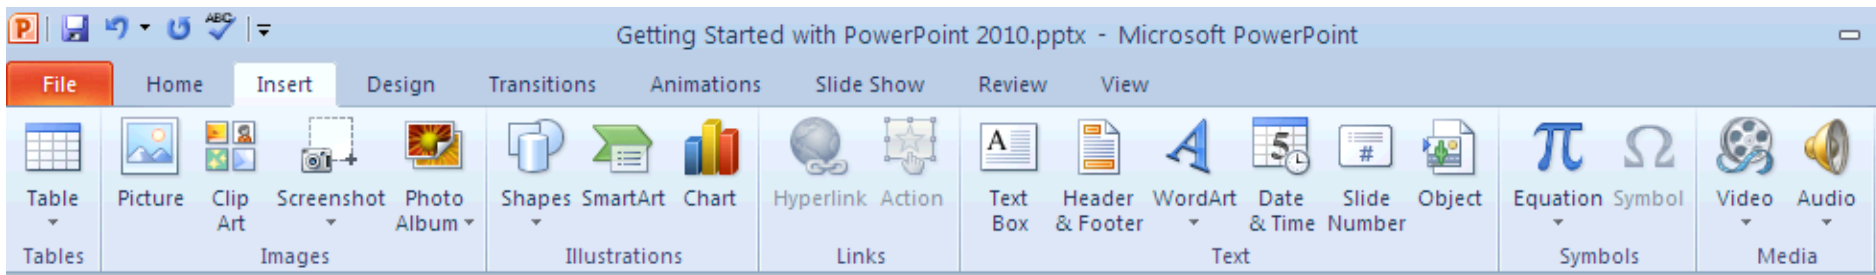 ABC
Getting Started with PowerPoint 2010.pptx - Microsoft PowerPoint
File Home Insert Design Transitions Animations Slide Show Review View
Table Picture Clip Art Screenshot Photo Album Shapes SmartArt Chart Hyperlink Action Text Box Header & Footer WordArt Date & Time Slide Number Object Equation Symbol Video Audio
Tables Images Illustrations Links Text Symbols Media